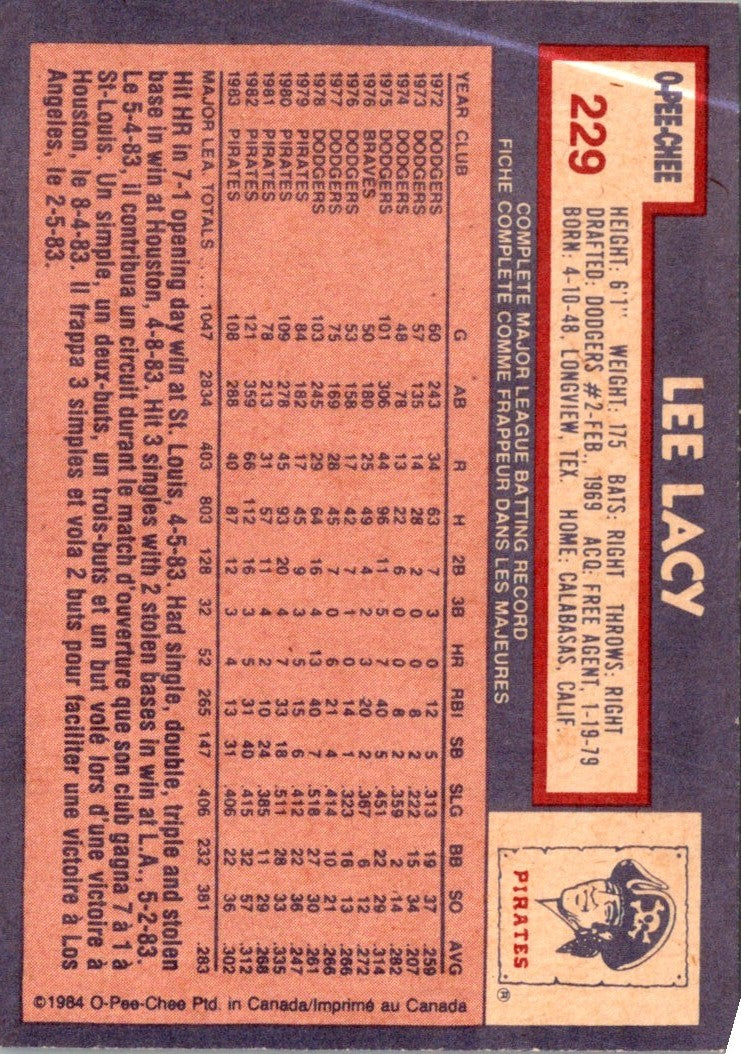 O-PEE-CHEE
229
LEE LACY
HEIGHT: 6'1" WEIGHT: 175 BATS: RIGHT THROWS: RIGHT
DRAFTED: DODGERS #2-FEB., 1969 ACQ: FREE AGENT, 1-19-79
BORN: 4-10-48, LONGVIEW, TEX. HOME: CALABASAS, CALIF.
PIRATES
®
COMPLETE MAJOR LEAGUE BATTING RECORD
FICHE COMPLÈTE COMME FRAPPEUR DANS LES MAJEURES
YEAR CLUB G AB R H 2B 3B HR RBI SB SLG BB SO AVG
1972 DODGERS 60 243 34 63 7 3 0 12 5 .313 19 37 .259
1973 DODGERS 57 135 14 28 2 0 0 8 2 .222 15 34 .207
1974 DODGERS 48 78 13 22 6 0 0 8 2 .359 2 14 .282
1975 DODGERS 101 306 44 96 11 5 7 40 5 .451 22 29 .314
1976 BRAVES 50 180 25 49 4 2 3 20 2 .367 6 12 .272
1976 DODGERS 53 158 17 42 7 1 0 14 1 .323 16 13 .266
1977 DODGERS 75 169 28 45 7 0 6 21 4 .414 10 21 .266
1978 DODGERS 103 245 29 64 16 4 13 40 7 .518 27 30 .261
1979 PIRATES 84 182 17 45 9 3 5 15 6 .412 22 36 .247
1980 PIRATES 109 278 45 93 20 4 7 33 18 .511 28 33 .335
1981 PIRATES 78 213 31 57 11 4 2 10 24 .385 11 29 .268
1982 PIRATES 121 359 66 112 16 3 5 31 40 .415 32 57 .312
1983 PIRATES 108 288 40 87 12 3 4 13 31 .406 22 36 .302
MAJOR LEA. TOTALS ..... 1047 2834 403 803 128 32 52 265 147 .406 232 381 .283
Hit HR in 7-1 opening day win at St. Louis, 4-5-83. Had single, double, triple and stolen
base in win at Houston, 4-8-83. Hit 3 singles with 2 stolen bases in win at L.A., 5-2-83.
Le 5-4-83, il contribua un circuit durant le match d'ouverture que son club gagna 7 à 1 à
St-Louis. Un simple, un deux-buts, un trois-buts et un but volé lors d'une victoire à
Houston, le 8-4-83. Il frappa 3 simples et vola 2 buts pour faciliter une victoire à Los
Angeles, le 2-5-83.
©1984 O-Pee-Chee Ptd. in Canada/Imprimé au Canada